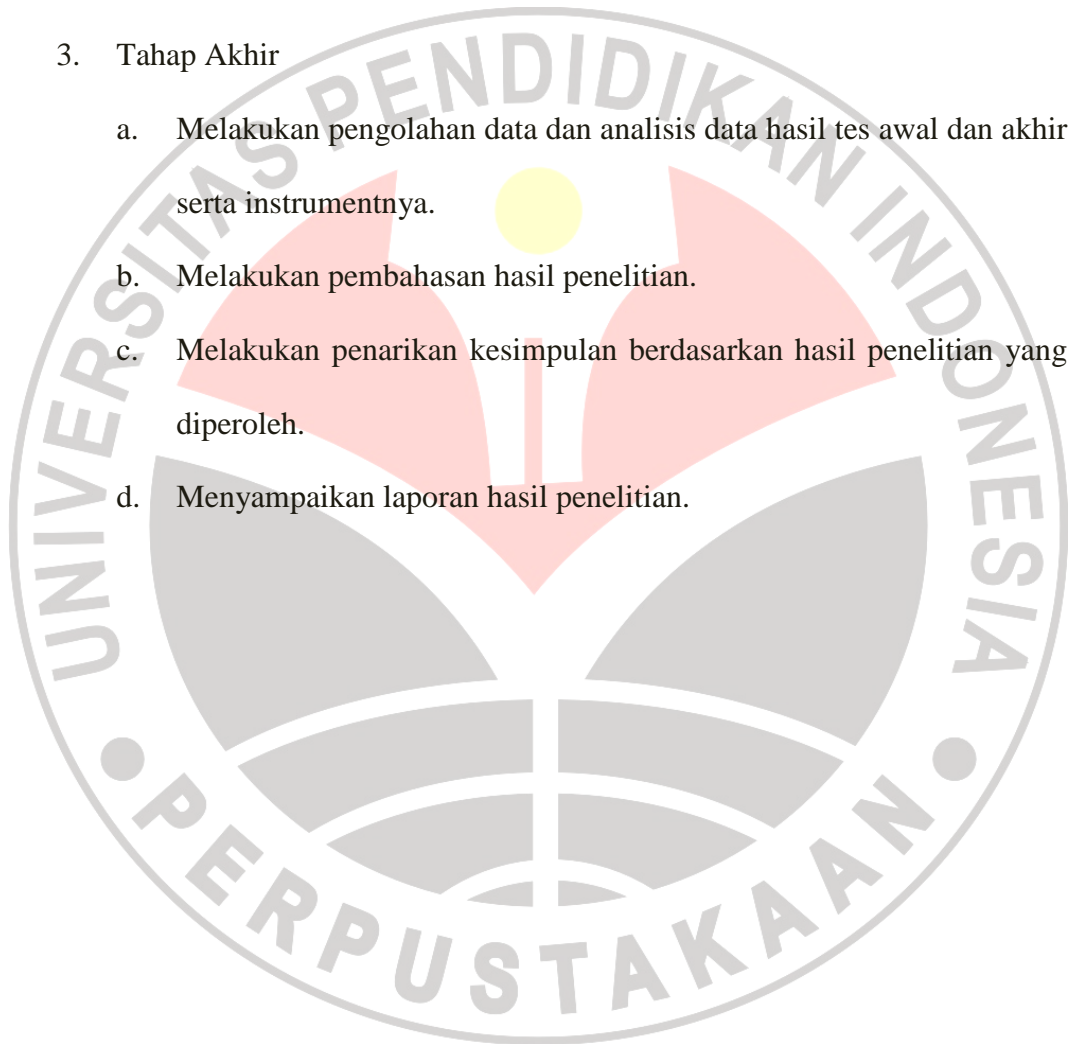 3. Tahap Akhir
a. Melakukan pengolahan data dan analisis data hasil tes awal dan akhir
serta instrumentnya.
b. Melakukan pembahasan hasil penelitian.
c. Melakukan penarikan kesimpulan berdasarkan hasil penelitian yang
diperoleh.
d. Menyampaikan laporan hasil penelitian.
UNIVERSITAS PENDIDIKAN INDONESIA
PERPUSTAKAAN